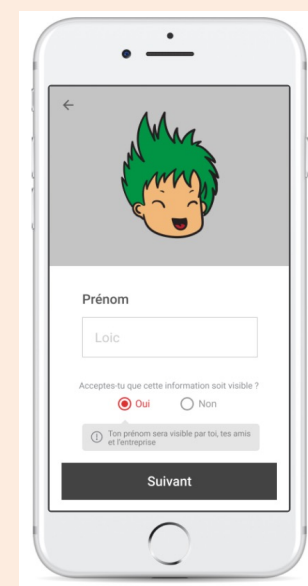 Prénom
Loic
Acceptes-tu que cette information soit visible ?
Oui
Non
Ton prénom sera visible par toi, tes amis
et l'entreprise
Suivant